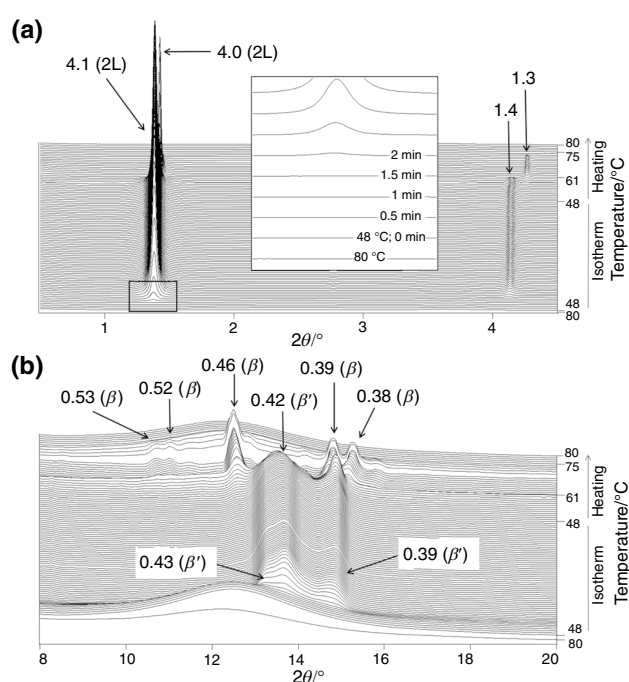 (a)
4.0 (2L)
4.1 (2L)
1.3
1.4
2 min
1.5 min
1 min
0.5 min
48 °C; 0 min
80 °C
80
75
61
48
48
80
Heating
Isotherm
Temperature/°C
1
2
3
4
2θ/°
(b)
0.46 (β)
0.39 (β)
0.52 (β)
0.42 (β′)
0.53 (β)
0.38 (β)
0.43 (β′)
0.39 (β′)
80
75
61
48
48
80
Heating
Isotherm
Temperature/°C
8
10
12
14
16
18
20
2θ/°